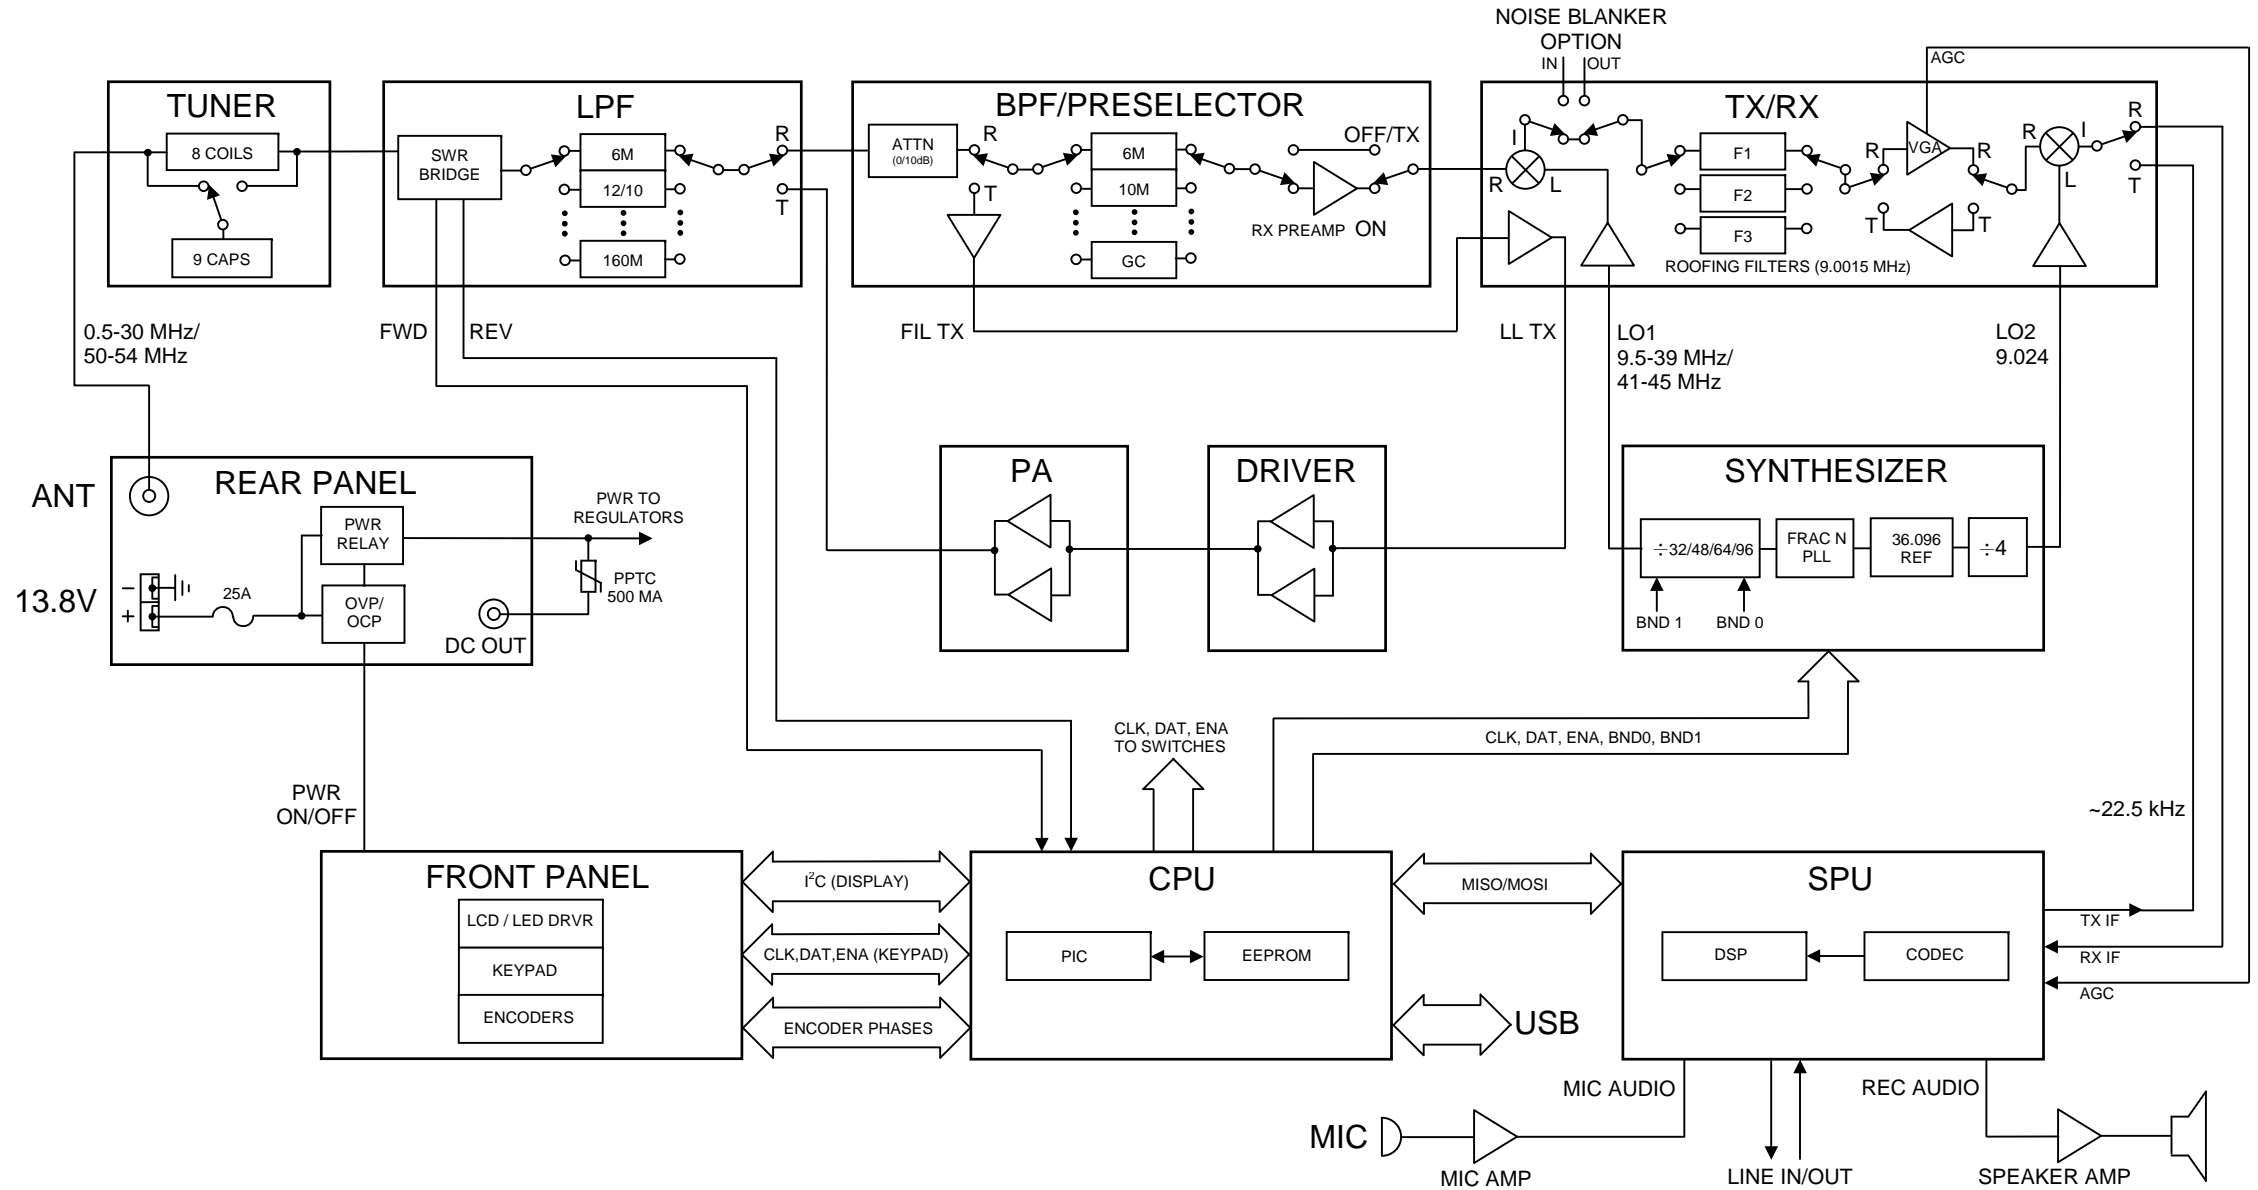 NOISE BLANKER
OPTION
IN
OUT
AGC
TUNER
8 COILS
9 CAPS
LPF
SWR
BRIDGE
6M
12/10
160M
R
T
BPF/PRESELECTOR
ATTN
(0/10dB)
R
T
6M
10M
GC
OFF/TX
RX PREAMP ON
TX/RX
I
R
L
F1
F2
F3
ROOFING FILTERS (9.0015 MHz)
R
VGA
R
T
T
R
I
L
R
T
0.5-30 MHz/
50-54 MHz
FWD
REV
FIL TX
LL TX
LO1
9.5-39 MHz/
41-45 MHz
LO2
9.024
ANT
REAR PANEL
PWR
RELAY
PWR TO
REGULATORS
13.8V
-
+
25A
OVP/
OCP
PPTC
500 MA
DC OUT
PA
DRIVER
SYNTHESIZER
÷32/48/64/96
FRAC N
PLL
36.096
REF
÷4
BND 1
BND 0
CLK, DAT, ENA
TO SWITCHES
CLK, DAT, ENA, BND0, BND1
PWR
ON/OFF
~22.5 kHz
FRONT PANEL
LCD / LED DRVR
KEYPAD
ENCODERS
I²C (DISPLAY)
CLK,DAT,ENA (KEYPAD)
ENCODER PHASES
CPU
PIC
EEPROM
MISO/MOSI
USB
SPU
DSP
CODEC
TX IF
RX IF
AGC
MIC AUDIO
REC AUDIO
MIC
MIC AMP
LINE IN/OUT
SPEAKER AMP